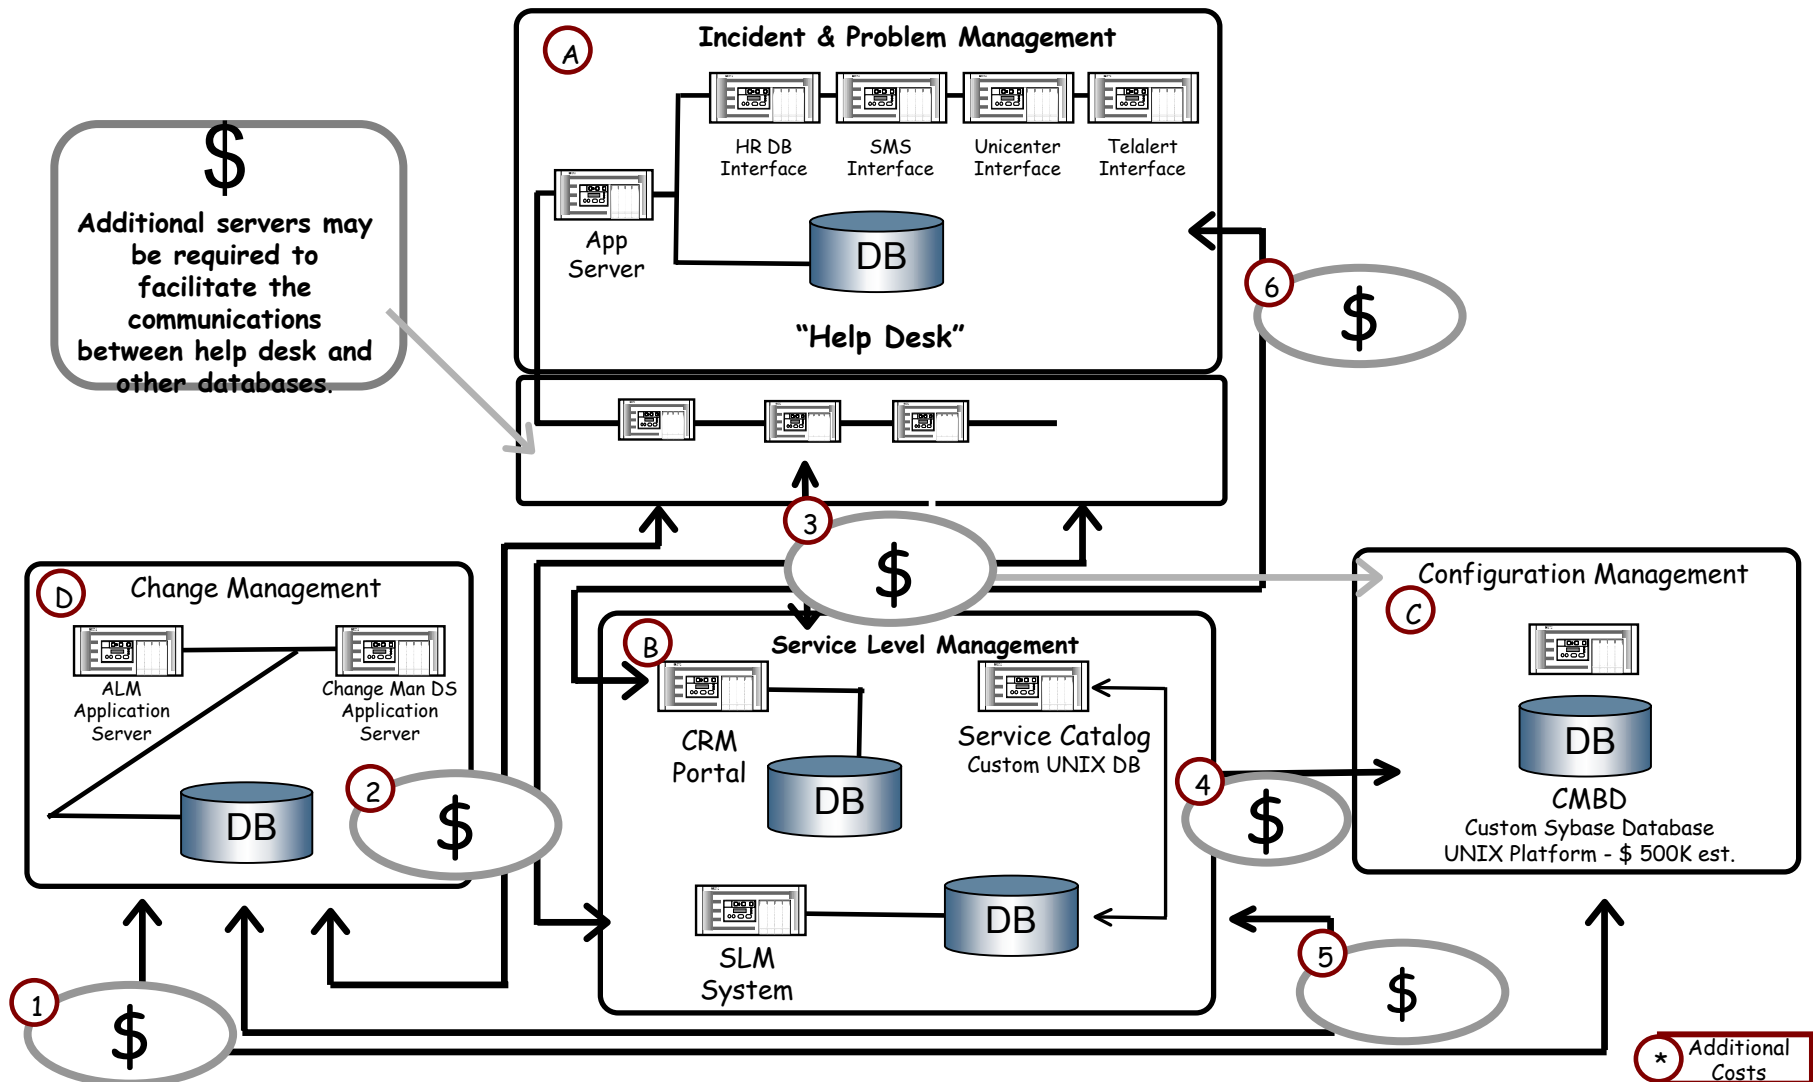 A
Incident & Problem Management
HR DB
Interface
SMS
Interface
Unicenter
Interface
Telalert
Interface
App
Server
DB
“Help Desk”
$
Additional servers may
be required to
facilitate the
communications
between help desk and
other databases.
6
$
3
$
D
Change Management
ALM
Application
Server
Change Man DS
Application
Server
DB
2
$
B
Service Level Management
CRM
Portal
DB
Service Catalog
Custom UNIX DB
SLM
System
DB
4
$
Configuration Management
C
DB
CMBD
Custom Sybase Database
UNIX Platform - $ 500K est.
5
$
1
$
*
Additional
Costs